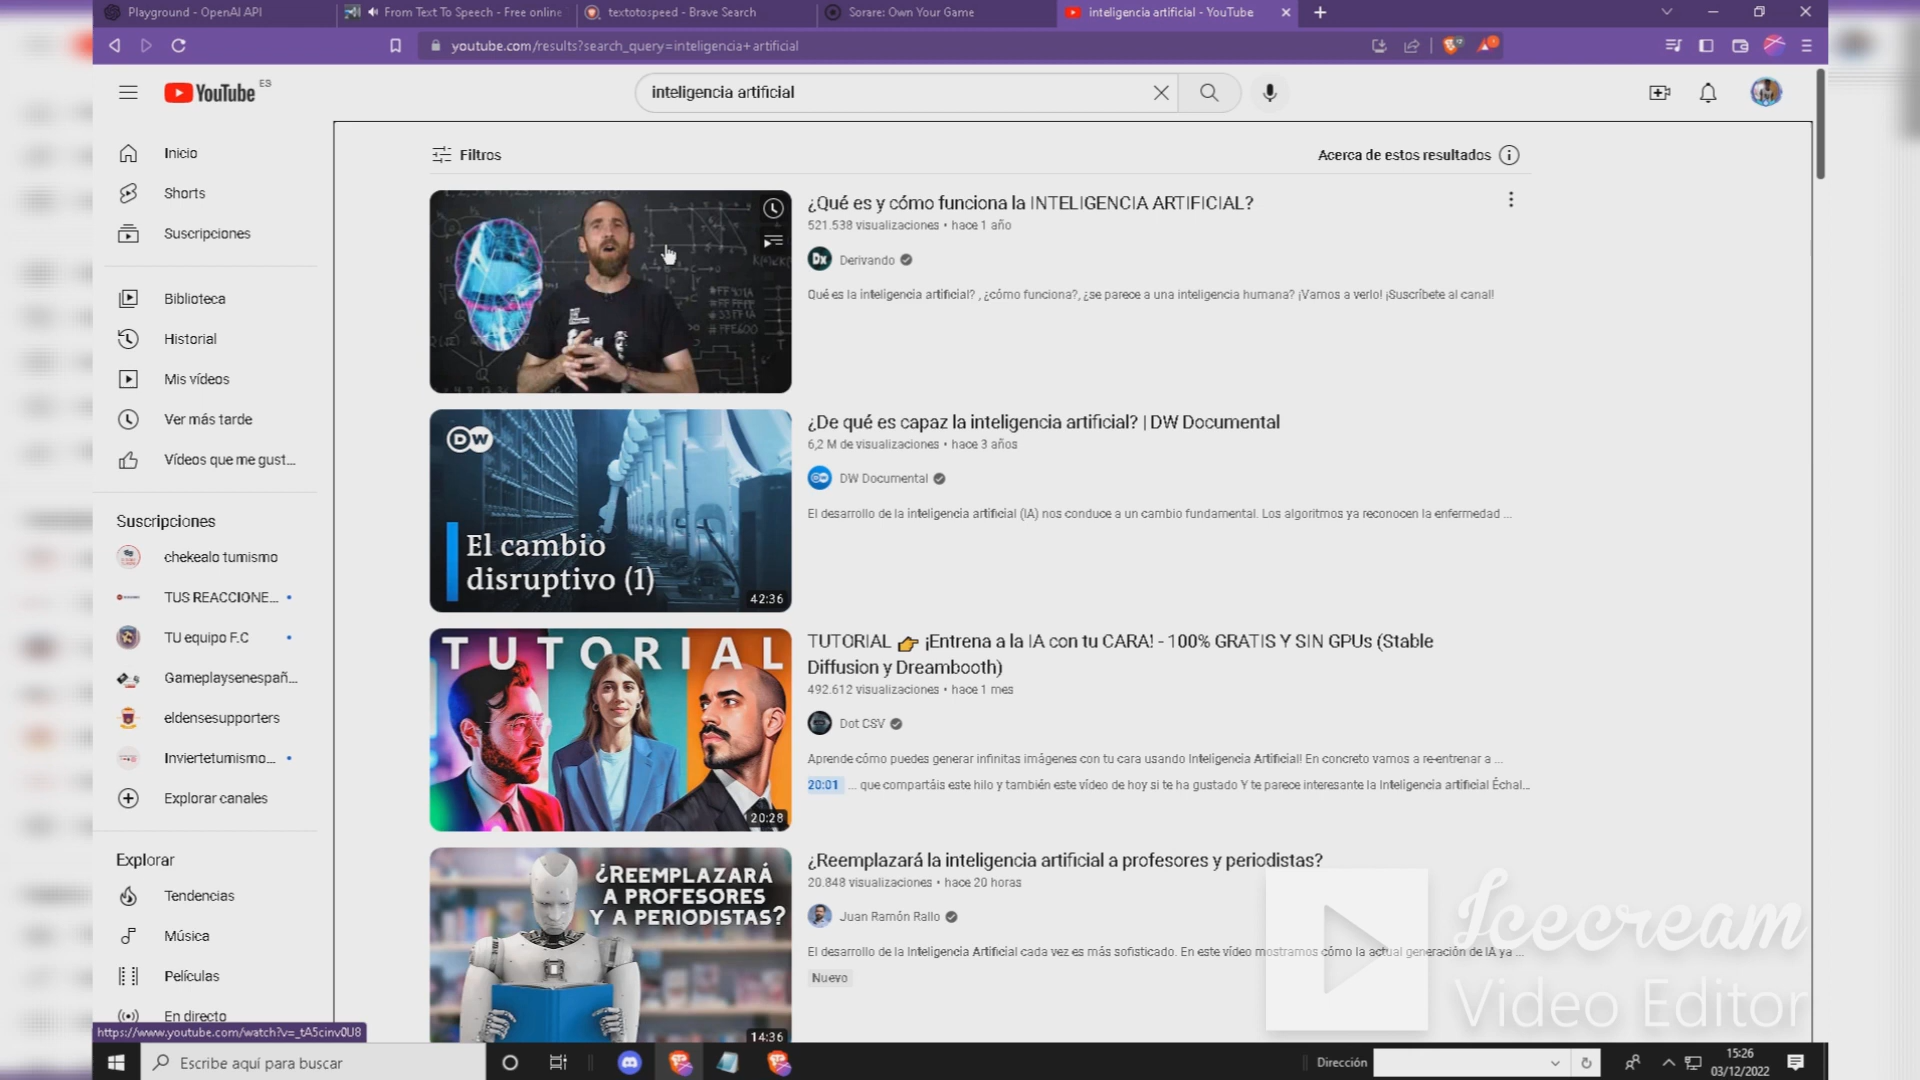 Playground - OpenAI API
From Text To Speech - Free online
textotospeed - Brave Search
Sorare: Own Your Game
inteligencia artificial - YouTube
youtube.com/results?search_query=inteligencia+artificial
YouTube ES
inteligencia artificial
Inicio
Shorts
Suscripciones
Biblioteca
Historial
Mis vídeos
Ver más tarde
Vídeos que me gust...
Suscripciones
chekealo tumismo
TUS REACCIONE...
TU equipo F.C
Gameplaysenespañ...
eldensesupporters
Inviertetumismo...
Explorar canales
Explorar
Tendencias
Música
Películas
En directo
https://www.youtube.com/watch?v=_tA5cinv0U8
Filtros
Acerca de estos resultados
¿Qué es y cómo funciona la INTELIGENCIA ARTIFICIAL?
521.538 visualizaciones • hace 1 año
Dx Derivando
Qué es la inteligencia artificial? , ¿cómo funciona?, ¿se parece a una inteligencia humana? ¡Vamos a verlo! ¡Suscríbete al canal!
DW
El cambio
disruptivo (1)
42:36
¿De qué es capaz la inteligencia artificial? | DW Documental
6,2 M de visualizaciones • hace 3 años
DW Documental
El desarrollo de la inteligencia artificial (IA) nos conduce a un cambio fundamental. Los algoritmos ya reconocen la enfermedad ...
TUTORIAL
20:28
TUTORIAL 👉 ¡Entrena a la IA con tu CARA! - 100% GRATIS Y SIN GPUs (Stable
Diffusion y Dreambooth)
492.612 visualizaciones • hace 1 mes
Dot CSV
Aprende cómo puedes generar infinitas imágenes con tu cara usando Inteligencia Artificial! En concreto vamos a re-entrenar a ...
20:01 ... que compartáis este hilo y también este vídeo de hoy si te ha gustado Y te parece interesante la Inteligencia artificial Échal...
¿REEMPLAZARÁ
A PROFESORES
Y A PERIODISTAS?
14:36
¿Reemplazará la inteligencia artificial a profesores y periodistas?
20.848 visualizaciones • hace 20 horas
Juan Ramón Rallo
El desarrollo de la Inteligencia Artificial cada vez es más sofisticado. En este vídeo mostramos cómo la actual generación de IA ya ...
Nuevo
Icecream
Video Editor
Escribe aquí para buscar
Dirección
15:26
03/12/2022